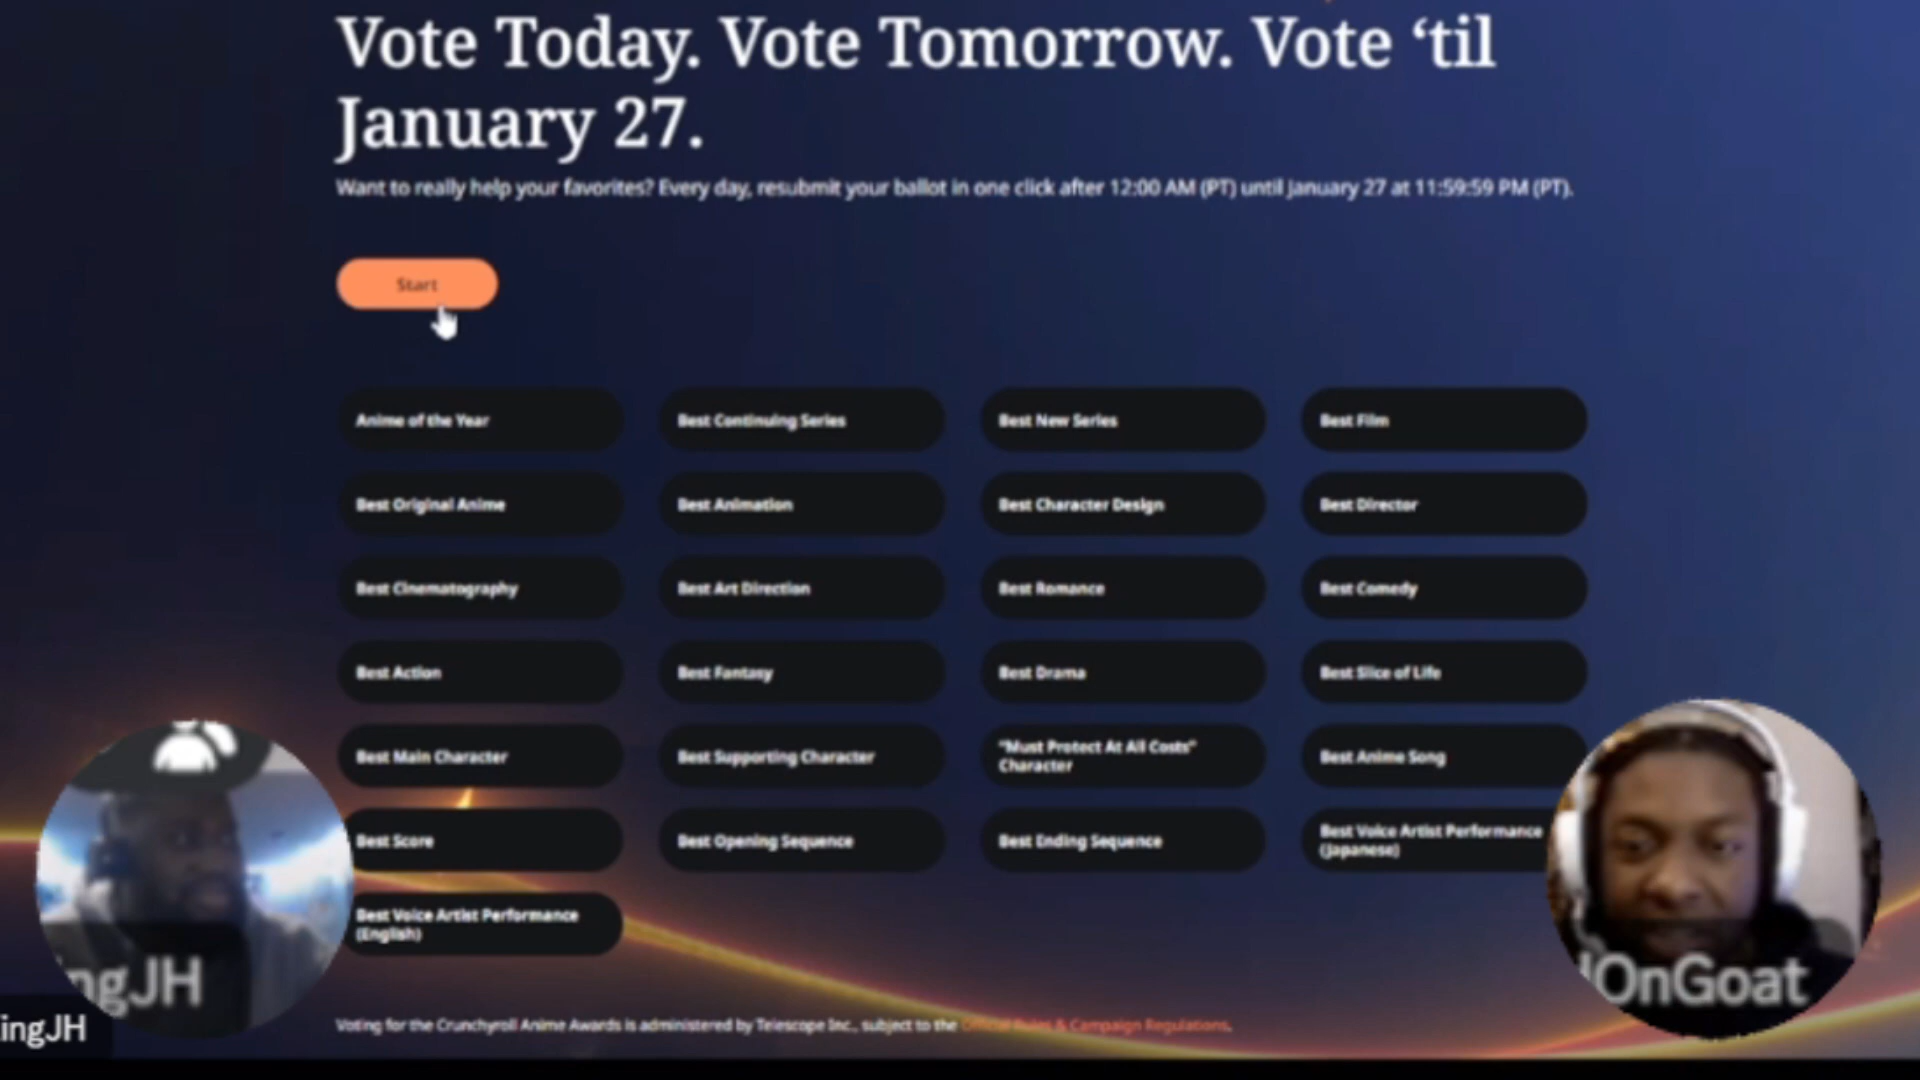 Vote Today. Vote Tomorrow. Vote ‘til
January 27.
Want to really help your favorites? Every day, resubmit your ballot in one click after 12:00 AM (PT) until January 27 at 11:59:59 PM (PT).
Start
Anime of the Year
Best Continuing Series
Best New Series
Best Film
Best Original Anime
Best Animation
Best Character Design
Best Director
Best Cinematography
Best Art Direction
Best Romance
Best Comedy
Best Action
Best Fantasy
Best Drama
Best Slice of Life
Best Main Character
Best Supporting Character
“Must Protect At All Costs”
Character
Best Anime Song
Best Score
Best Opening Sequence
Best Ending Sequence
Best Voice Artist Performance
(Japanese)
Best Voice Artist Performance
(English)
ngJH
OnGoat
ingJH
Voting for the Crunchyroll Anime Awards is administered by Telescope Inc., subject to the Official Rules & Campaign Regulations.